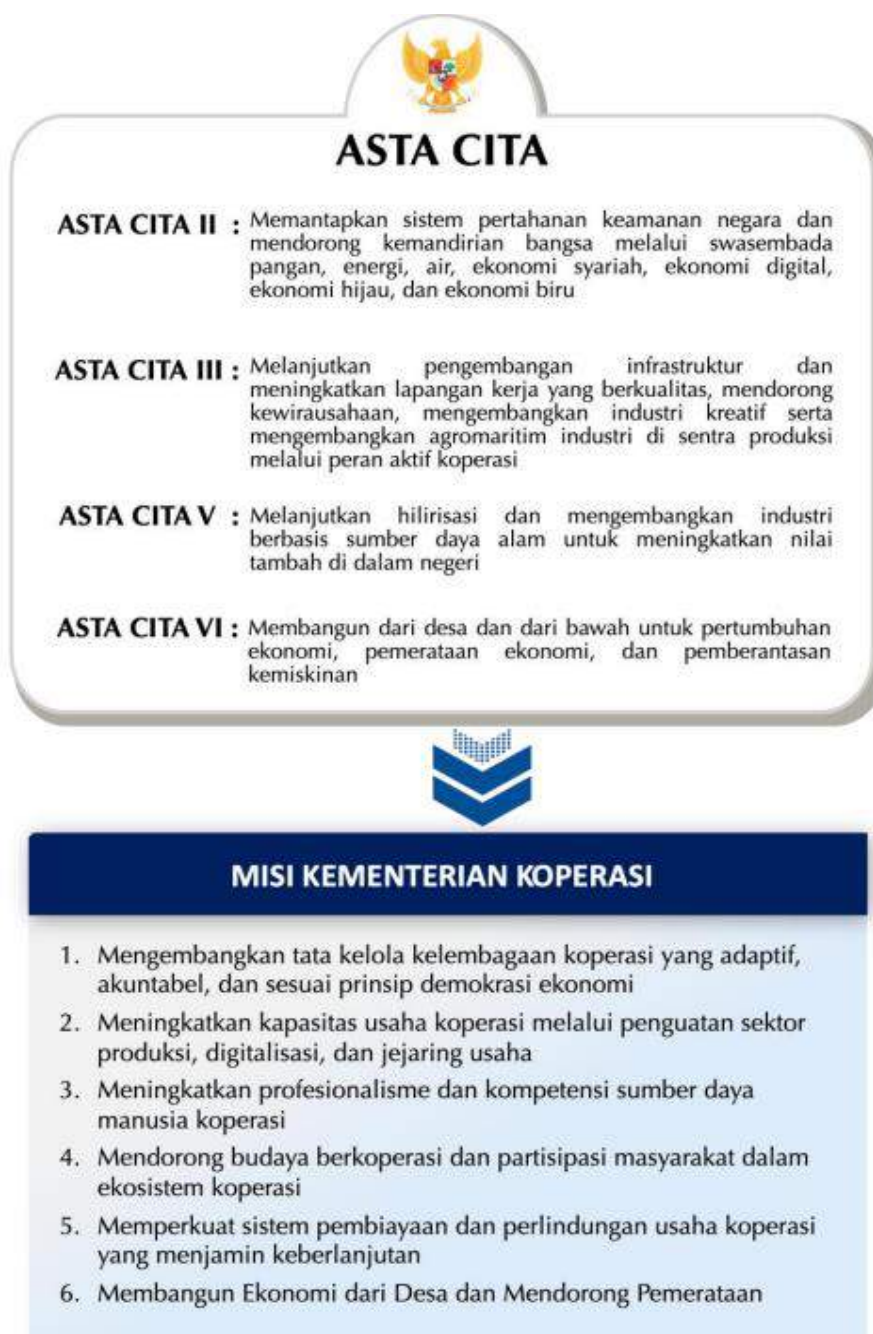 ASTA CITA
ASTA CITA II : Memantapkan sistem pertahanan keamanan negara dan
mendorong kemandirian bangsa melalui swasembada
pangan, energi, air, ekonomi syariah, ekonomi digital,
ekonomi hijau, dan ekonomi biru
ASTA CITA III : Melanjutkan pengembangan infrastruktur dan
meningkatkan lapangan kerja yang berkualitas, mendorong
kewirausahaan, mengembangkan industri kreatif serta
mengembangkan agromaritim industri di sentra produksi
melalui peran aktif koperasi
ASTA CITA V : Melanjutkan hilirisasi dan mengembangkan industri
berbasis sumber daya alam untuk meningkatkan nilai
tambah di dalam negeri
ASTA CITA VI : Membangun dari desa dan dari bawah untuk pertumbuhan
ekonomi, pemerataan ekonomi, dan pemberantasan
kemiskinan
MISI KEMENTERIAN KOPERASI
1. Mengembangkan tata kelola kelembagaan koperasi yang adaptif,
akuntabel, dan sesuai prinsip demokrasi ekonomi
2. Meningkatkan kapasitas usaha koperasi melalui penguatan sektor
produksi, digitalisasi, dan jejaring usaha
3. Meningkatkan profesionalisme dan kompetensi sumber daya
manusia koperasi
4. Mendorong budaya berkoperasi dan partisipasi masyarakat dalam
ekosistem koperasi
5. Memperkuat sistem pembiayaan dan perlindungan usaha koperasi
yang menjamin keberlanjutan
6. Membangun Ekonomi dari Desa dan Mendorong Pemerataan